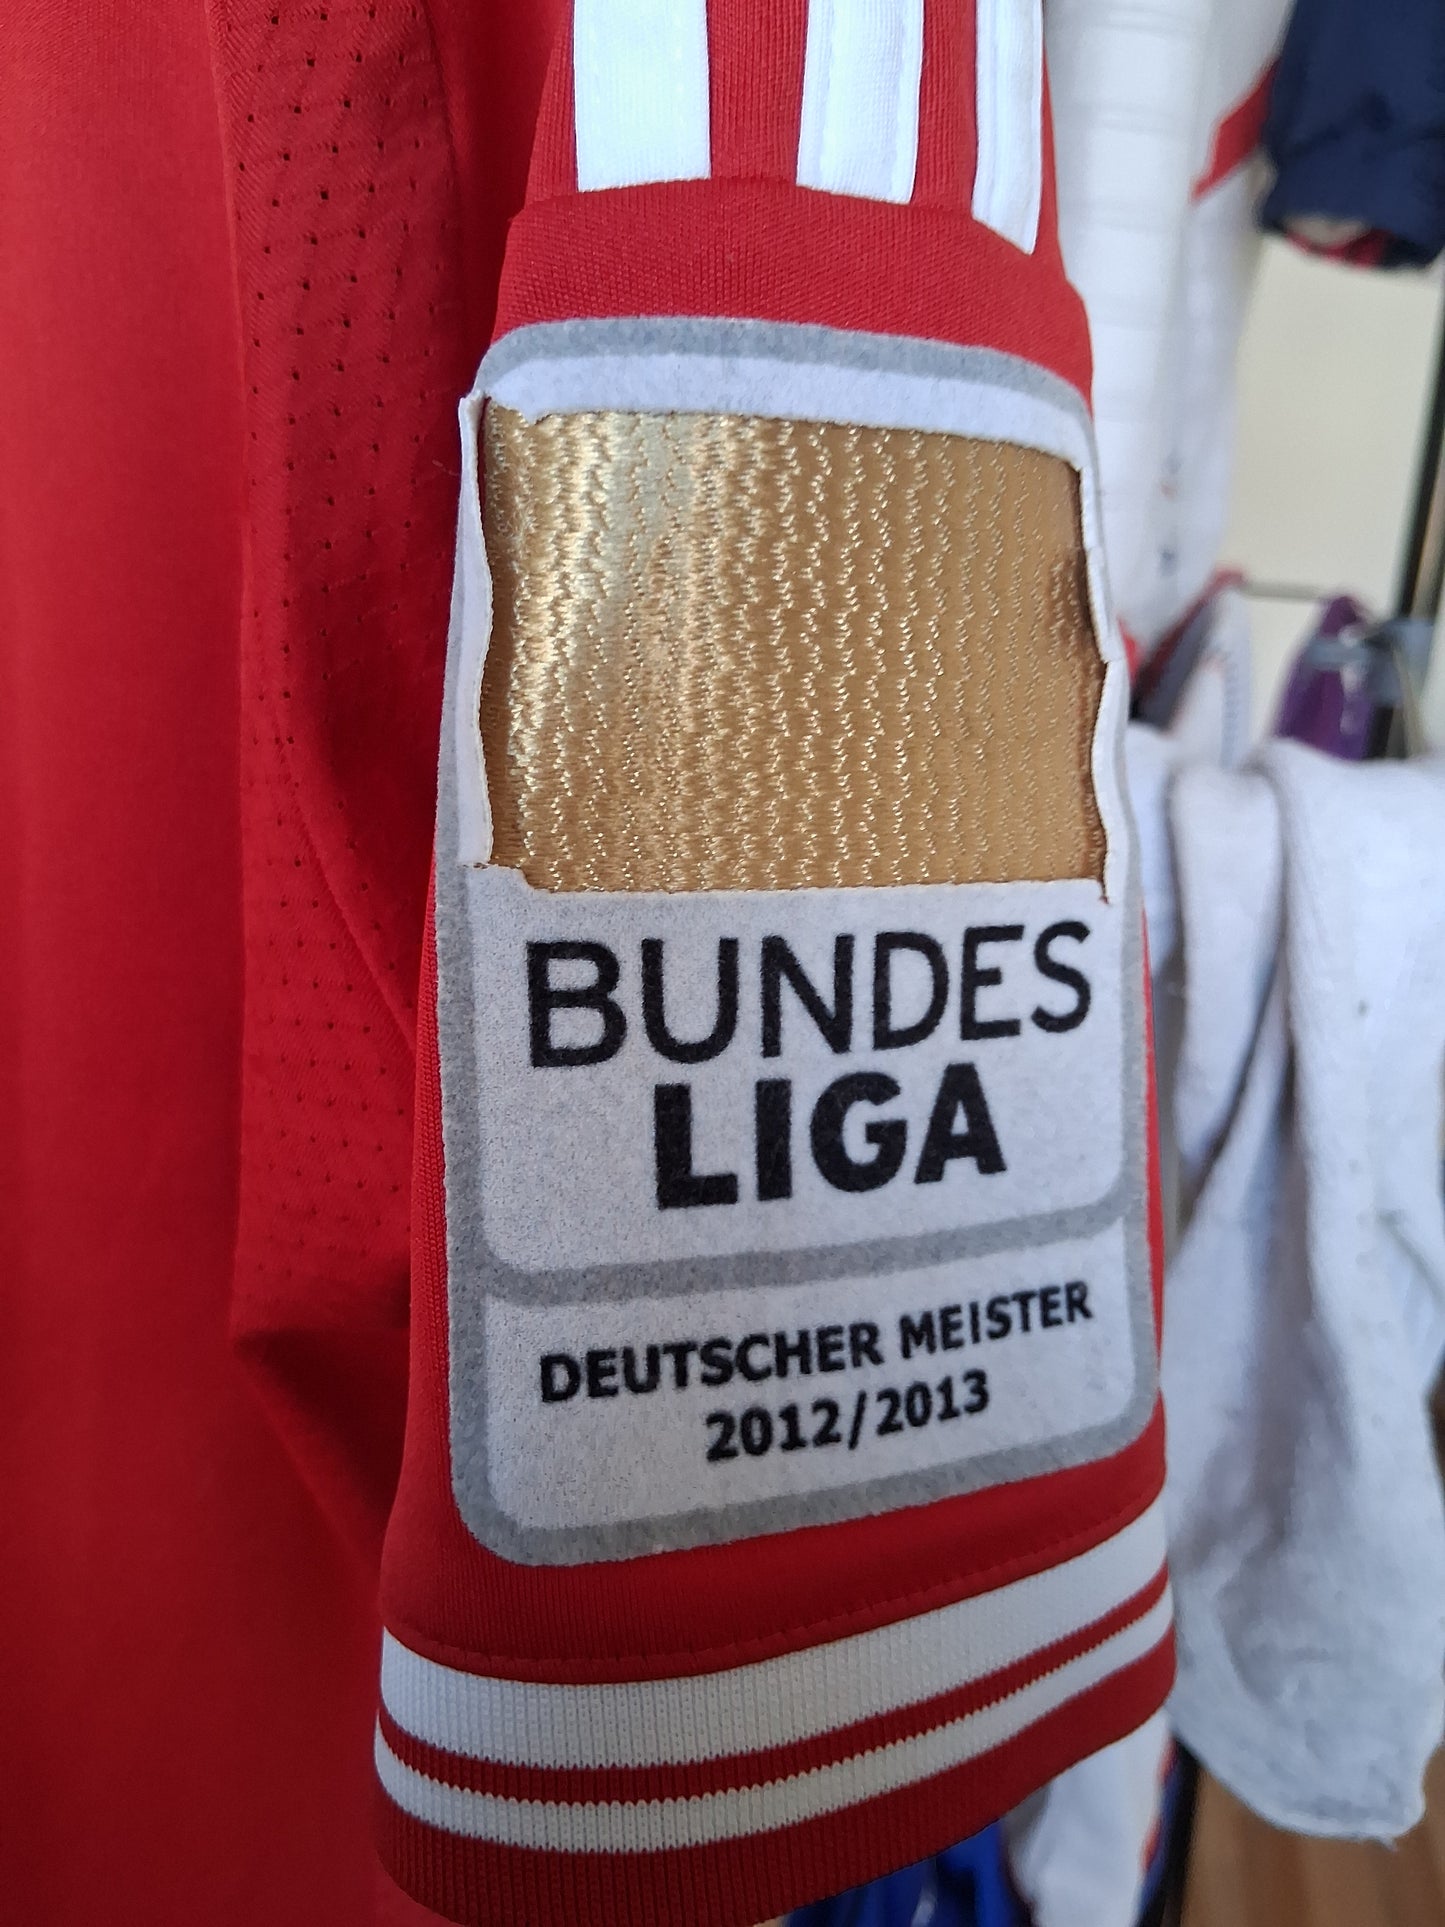 BUNDES
LIGA
DEUTSCHER MEISTER
2012/2013